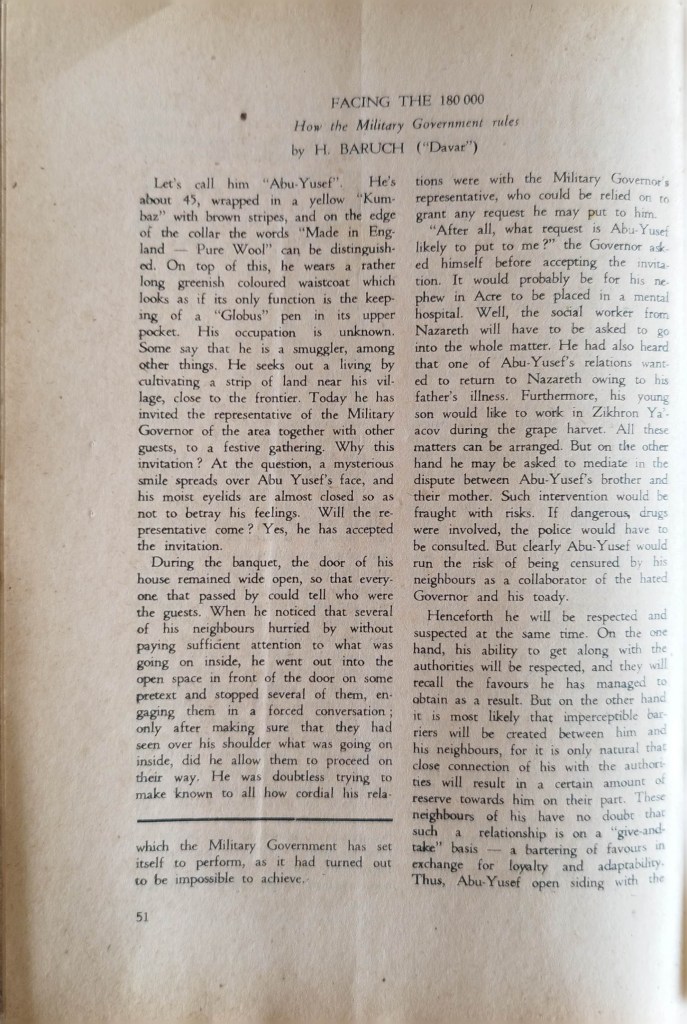 FACING THE 180 000
How the Military Government rules
by H. BARUCH ("Davar")
Let's call him "Abu-Yusef". He's
about 45, wrapped in a yellow "Kum-
baz" with brown stripes, and on the edge
of the collar the words "Made in Eng-
land — Pure Wool" can be distinguish-
ed. On top of this, he wears a rather
long greenish coloured waistcoat which
looks as if its only function is the keep-
ing of a "Globus" pen in its upper
pocket. His occupation is unknown.
Some say that he is a smuggler, among
other things. He seeks out a living by
cultivating a strip of land near his vil-
lage, close to the frontier. Today he has
invited the representative of the Military
Governor of the area together with other
guests, to a festive gathering. Why this
invitation? At the question, a mysterious
smile spreads over Abu Yusef's face, and
his moist eyelids are almost closed so as
not to betray his feelings. Will the re-
presentative come? Yes, he has accepted
the invitation.
During the banquet, the door of his
house remained wide open, so that every-
one that passed by could tell who were
the guests. When he noticed that several
of his neighbours hurried by without
paying sufficient attention to what was
going on inside, he went out into the
open space in front of the door on some
pretext and stopped several of them, en-
gaging them in a forced conversation;
only after making sure that they had
seen over his shoulder what was going on
inside, did he allow them to proceed on
their way. He was doubtless trying to
make known to all how cordial his rela-
which the Military Government has set
itself to perform, as it had turned out
to be impossible to achieve.
51
tions were with the Military Governor's
representative, who could be relied on to
grant any request he may put to him.
"After all, what request is Abu-Yusef
likely to put to me?" the Governor ask-
ed himself before accepting the invita-
tion. It would probably be for his ne-
phew in Acre to be placed in a mental
hospital. Well, the social worker from
Nazareth will have to be asked to go
into the whole matter. He had also heard
that one of Abu-Yusef's relations want-
ed to return to Nazareth owing to his
father's illness. Furthermore, his young
son would like to work in Zikhron Ya'-
acov during the grape harvet. All these
matters can be arranged. But on the other
hand he may be asked to mediate in the
dispute between Abu-Yusef's brother and
their mother. Such intervention would be
fraught with risks. If dangerous, drugs
were involved, the police would have to
be consulted. But clearly Abu-Yusef would
run the risk of being censured by his
neighbours as a collaborator of the hated
Governor and his toady.
Henceforth he will be respected and
suspected at the same time. On the one
hand, his ability to get along with the
authorities will be respected, and they will
recall the favours he has managed to
obtain as a result. But on the other hand
it is most likely that imperceptible bar-
riers will be created between him and
his neighbours, for it is only natural that
close connection of his with the authori-
ties will result in a certain amount of
reserve towards him on their part. These
neighbours of his have no doubt that
such a relationship is on a "give-and-
take" basis — a bartering of favours in
exchange for loyalty and adaptability.
Thus, Abu-Yusef open siding with the